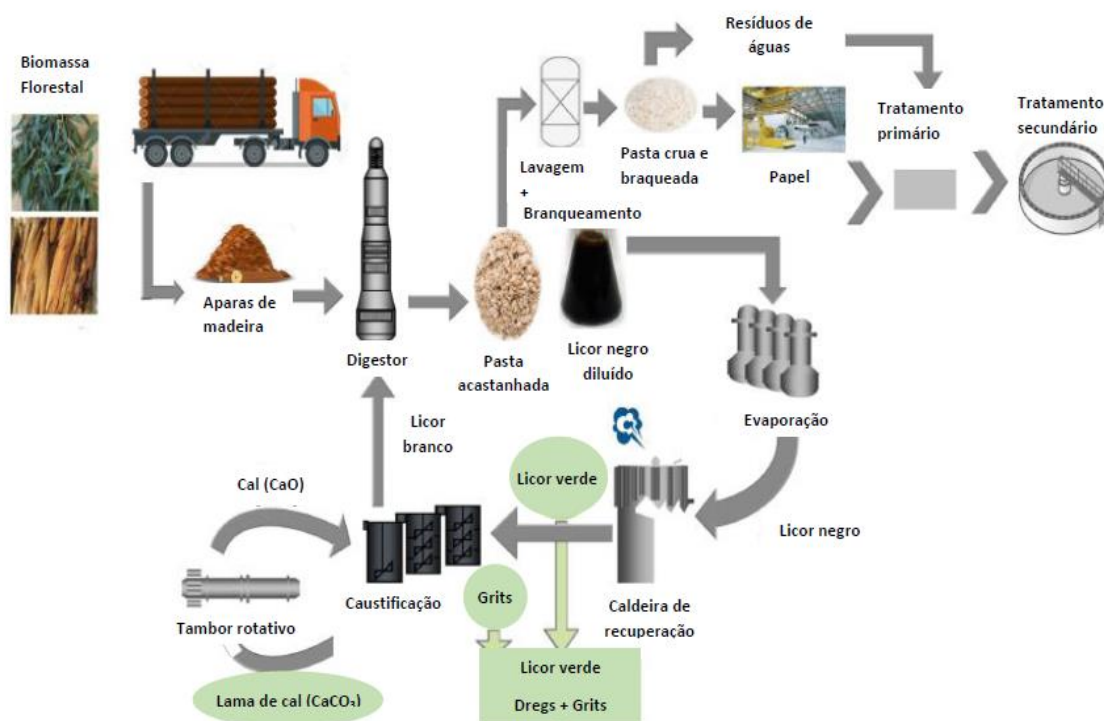 Biomassa
Florestal
Resíduos de
águas
Tratamento
primário
Tratamento
secundário
Lavagem
+
Branqueamento
Pasta crua e
braqueada
Papel
Aparas de
madeira
Digestor
Pasta
acastanhada
Licor negro
diluído
Evaporação
Licor
branco
Licor verde
Licor negro
Cal (CaO)
Caustificação
Grits
Caldeira de
recuperação
Tambor rotativo
Lama de cal (CaCO₃)
Licor verde
Dregs + Grits